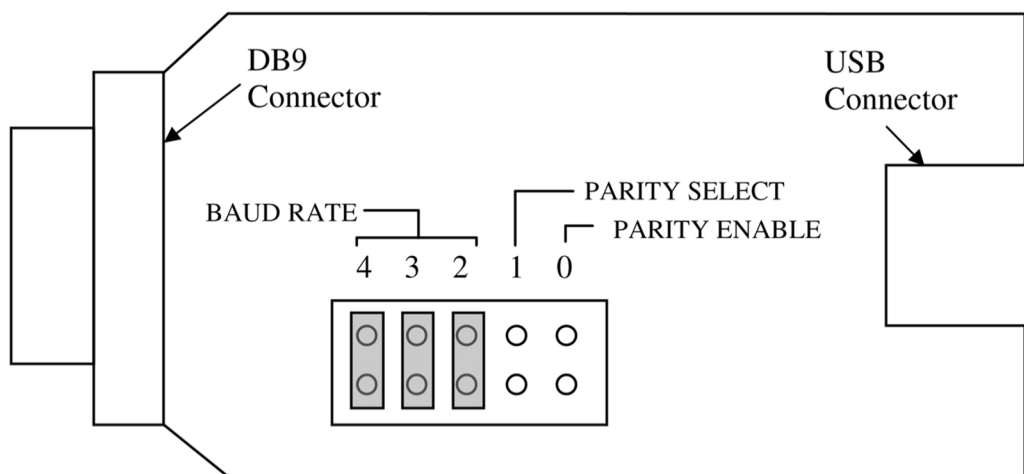 DB9
Connector
USB
Connector
PARITY SELECT
BAUD RATE
PARITY ENABLE
4 3 2 1 0